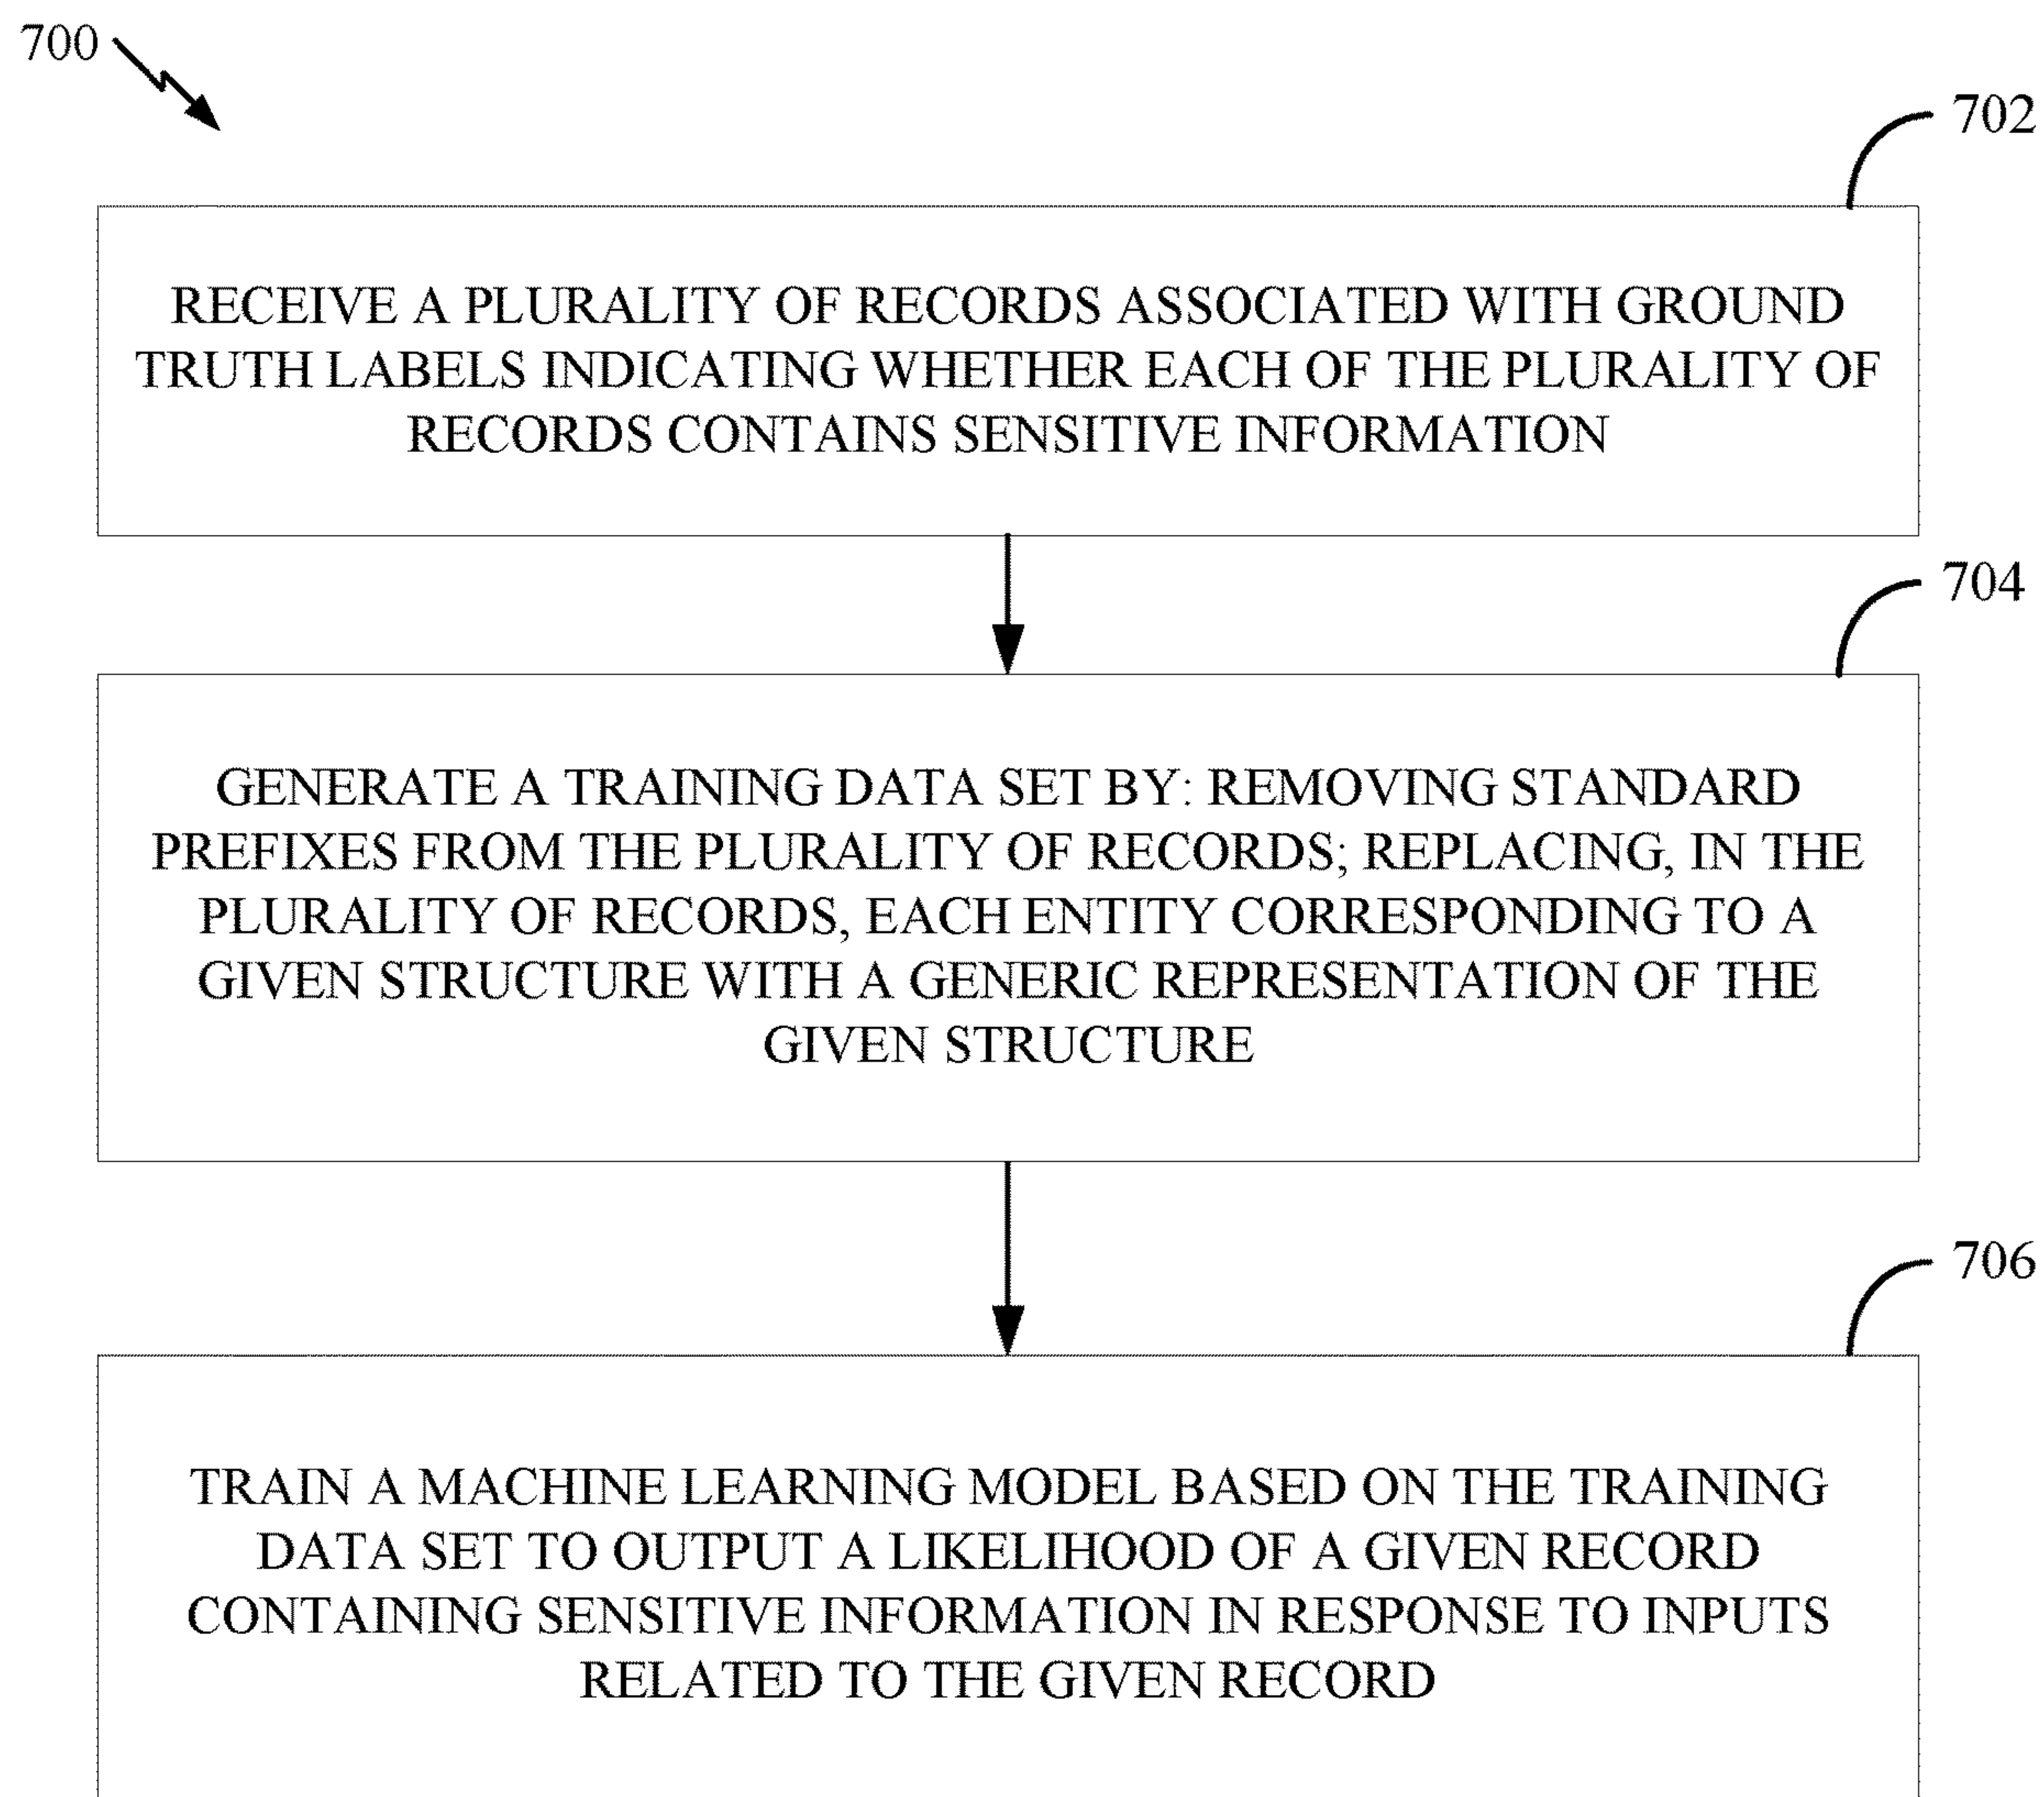 700
702
RECEIVE A PLURALITY OF RECORDS ASSOCIATED WITH GROUND
TRUTH LABELS INDICATING WHETHER EACH OF THE PLURALITY OF
RECORDS CONTAINS SENSITIVE INFORMATION
704
GENERATE A TRAINING DATA SET BY: REMOVING STANDARD
PREFIXES FROM THE PLURALITY OF RECORDS; REPLACING, IN THE
PLURALITY OF RECORDS, EACH ENTITY CORRESPONDING TO A
GIVEN STRUCTURE WITH A GENERIC REPRESENTATION OF THE
GIVEN STRUCTURE
706
TRAIN A MACHINE LEARNING MODEL BASED ON THE TRAINING
DATA SET TO OUTPUT A LIKELIHOOD OF A GIVEN RECORD
CONTAINING SENSITIVE INFORMATION IN RESPONSE TO INPUTS
RELATED TO THE GIVEN RECORD